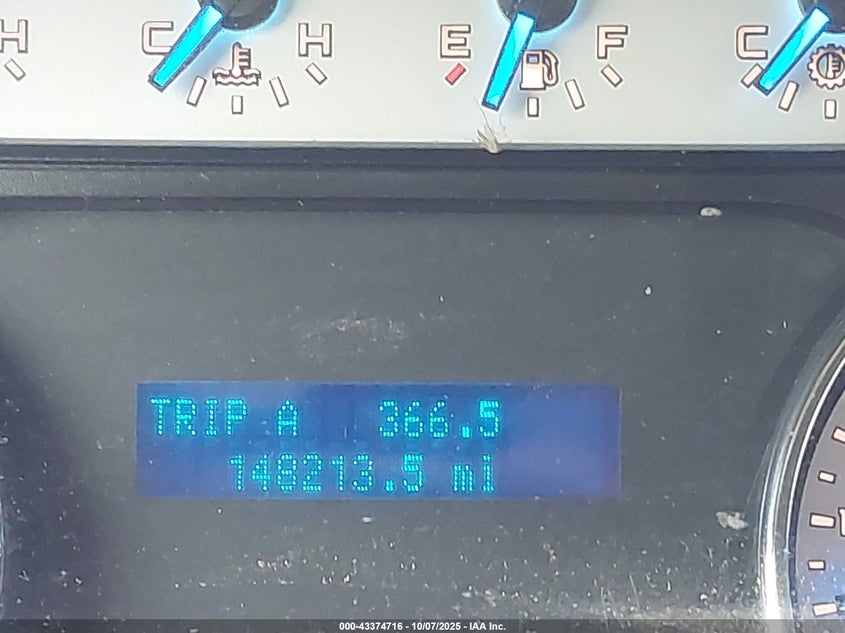 H C H E F C
TRIP A 366.5
148213.5 mi
000-43374716 - 10/07/2025 - IAA Inc.